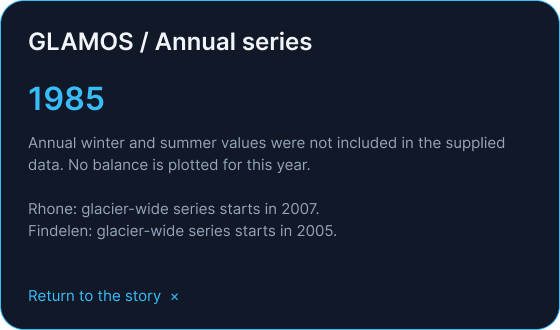 GLAMOS / Annual series
1985
Annual winter and summer values were not included in the supplied
data. No balance is plotted for this year.
Rhone: glacier-wide series starts in 2007.
Findelen: glacier-wide series starts in 2005.
Return to the story ×